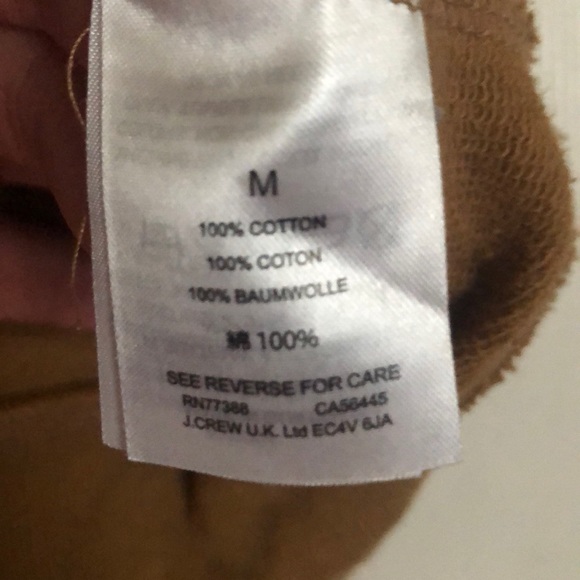 M
100% COTTON
100% COTON
100% BAUMWOLLE
綿 100%
SEE REVERSE FOR CARE
RN77388 CA56445
J.CREW U.K. Ltd EC4V 6JA